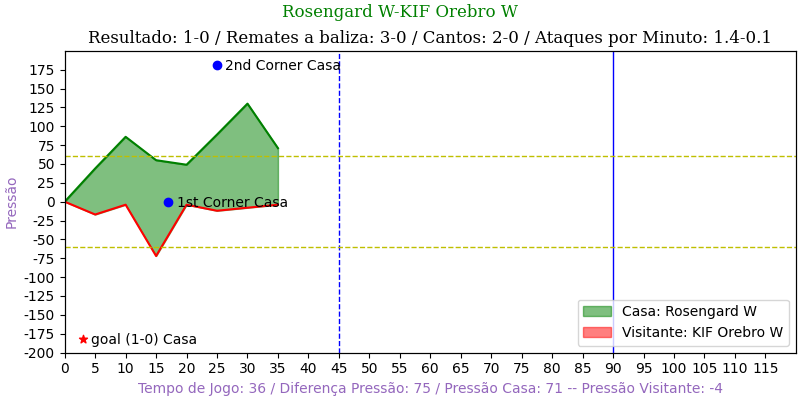 Rosengard W-KIF Orebro W
Resultado: 1-0 / Remates a baliza: 3-0 / Cantos: 2-0 / Ataques por Minuto: 1.4-0.1
175
2nd Corner Casa
150
125
100
75
50
25
0
1st Corner Casa
-25
-50
-75
-100
-125
-150
-175
-200
Pressão
goal (1-0) Casa
Casa: Rosengard W
Visitante: KIF Orebro W
0 5 10 15 20 25 30 35 40 45 50 55 60 65 70 75 80 85 90 95 100 105 110 115
Tempo de Jogo: 36 / Diferença Pressão: 75 / Pressão Casa: 71 -- Pressão Visitante: -4